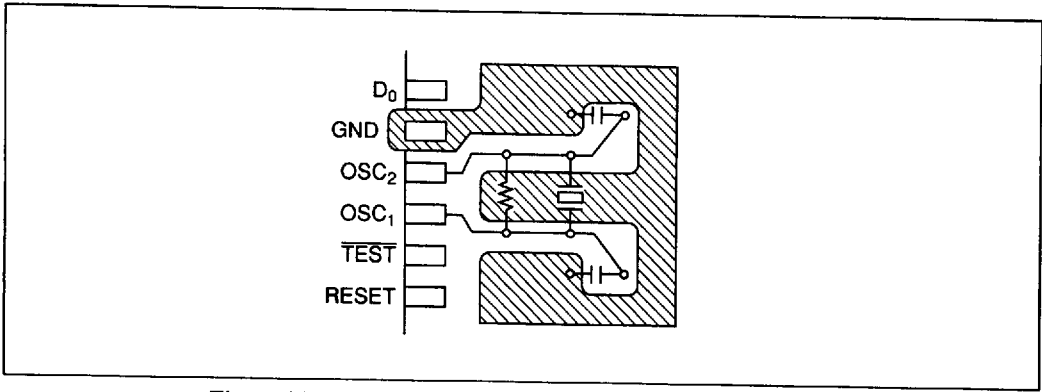 D₀
GND
OSC₂
OSC₁
TEST
RESET